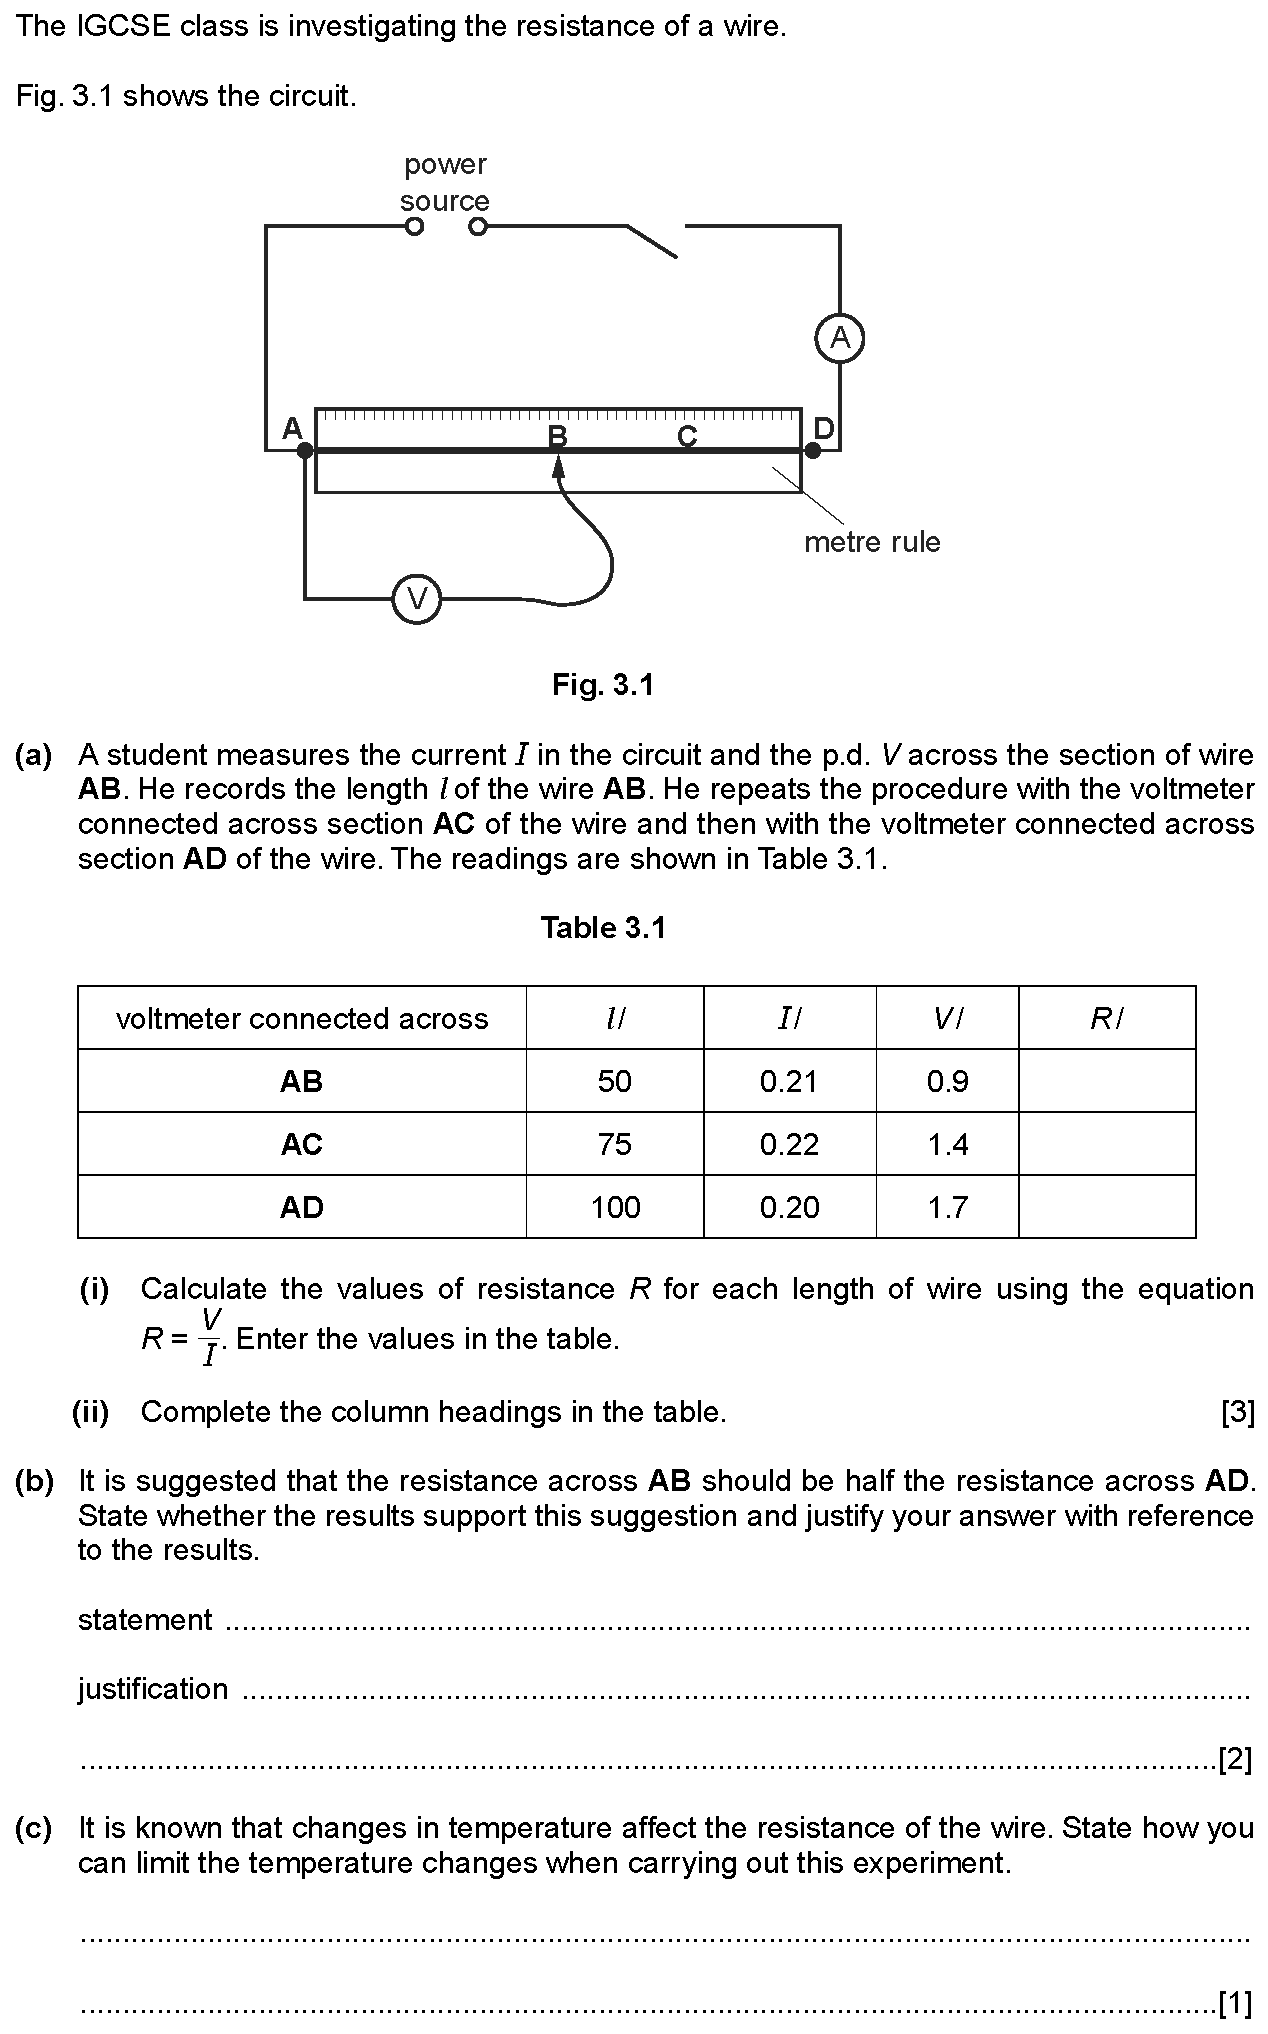 The IGCSE class is investigating the resistance of a wire.
Fig. 3.1 shows the circuit.
power
source
A
A
B
C
D
metre rule
V
Fig. 3.1
(a) A student measures the current I in the circuit and the p.d. V across the section of wire
AB. He records the length l of the wire AB. He repeats the procedure with the voltmeter
connected across section AC of the wire and then with the voltmeter connected across
section AD of the wire. The readings are shown in Table 3.1.
Table 3.1
voltmeter connected across l/ I/ V/ R/
AB 50 0.21 0.9
AC 75 0.22 1.4
AD 100 0.20 1.7
(i) Calculate the values of resistance R for each length of wire using the equation
R = V/I. Enter the values in the table.
(ii) Complete the column headings in the table. [3]
(b) It is suggested that the resistance across AB should be half the resistance across AD.
State whether the results support this suggestion and justify your answer with reference
to the results.
statement ..........
justification ..........
..........[2]
(c) It is known that changes in temperature affect the resistance of the wire. State how you
can limit the temperature changes when carrying out this experiment.
..........
..........[1]